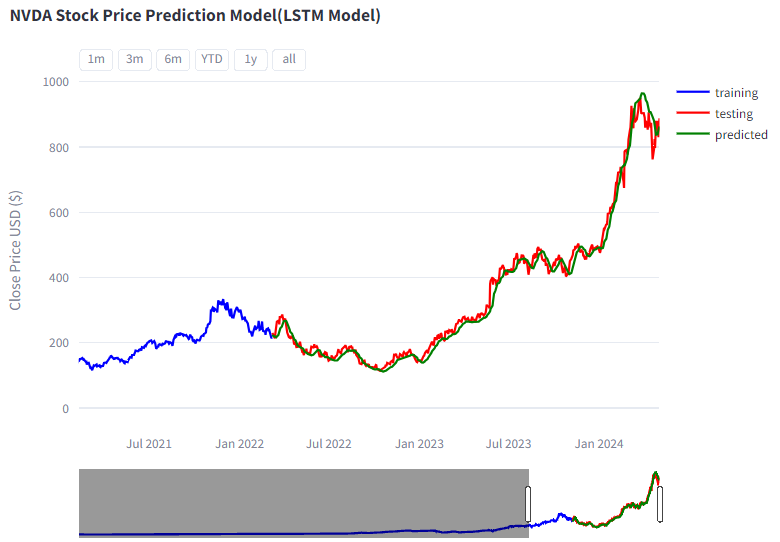 NVDA Stock Price Prediction Model(LSTM Model)
1m 3m 6m YTD 1y all
training
testing
predicted
Close Price USD ($)
1000
800
600
400
200
0
Jul 2021 Jan 2022 Jul 2022 Jan 2023 Jul 2023 Jan 2024